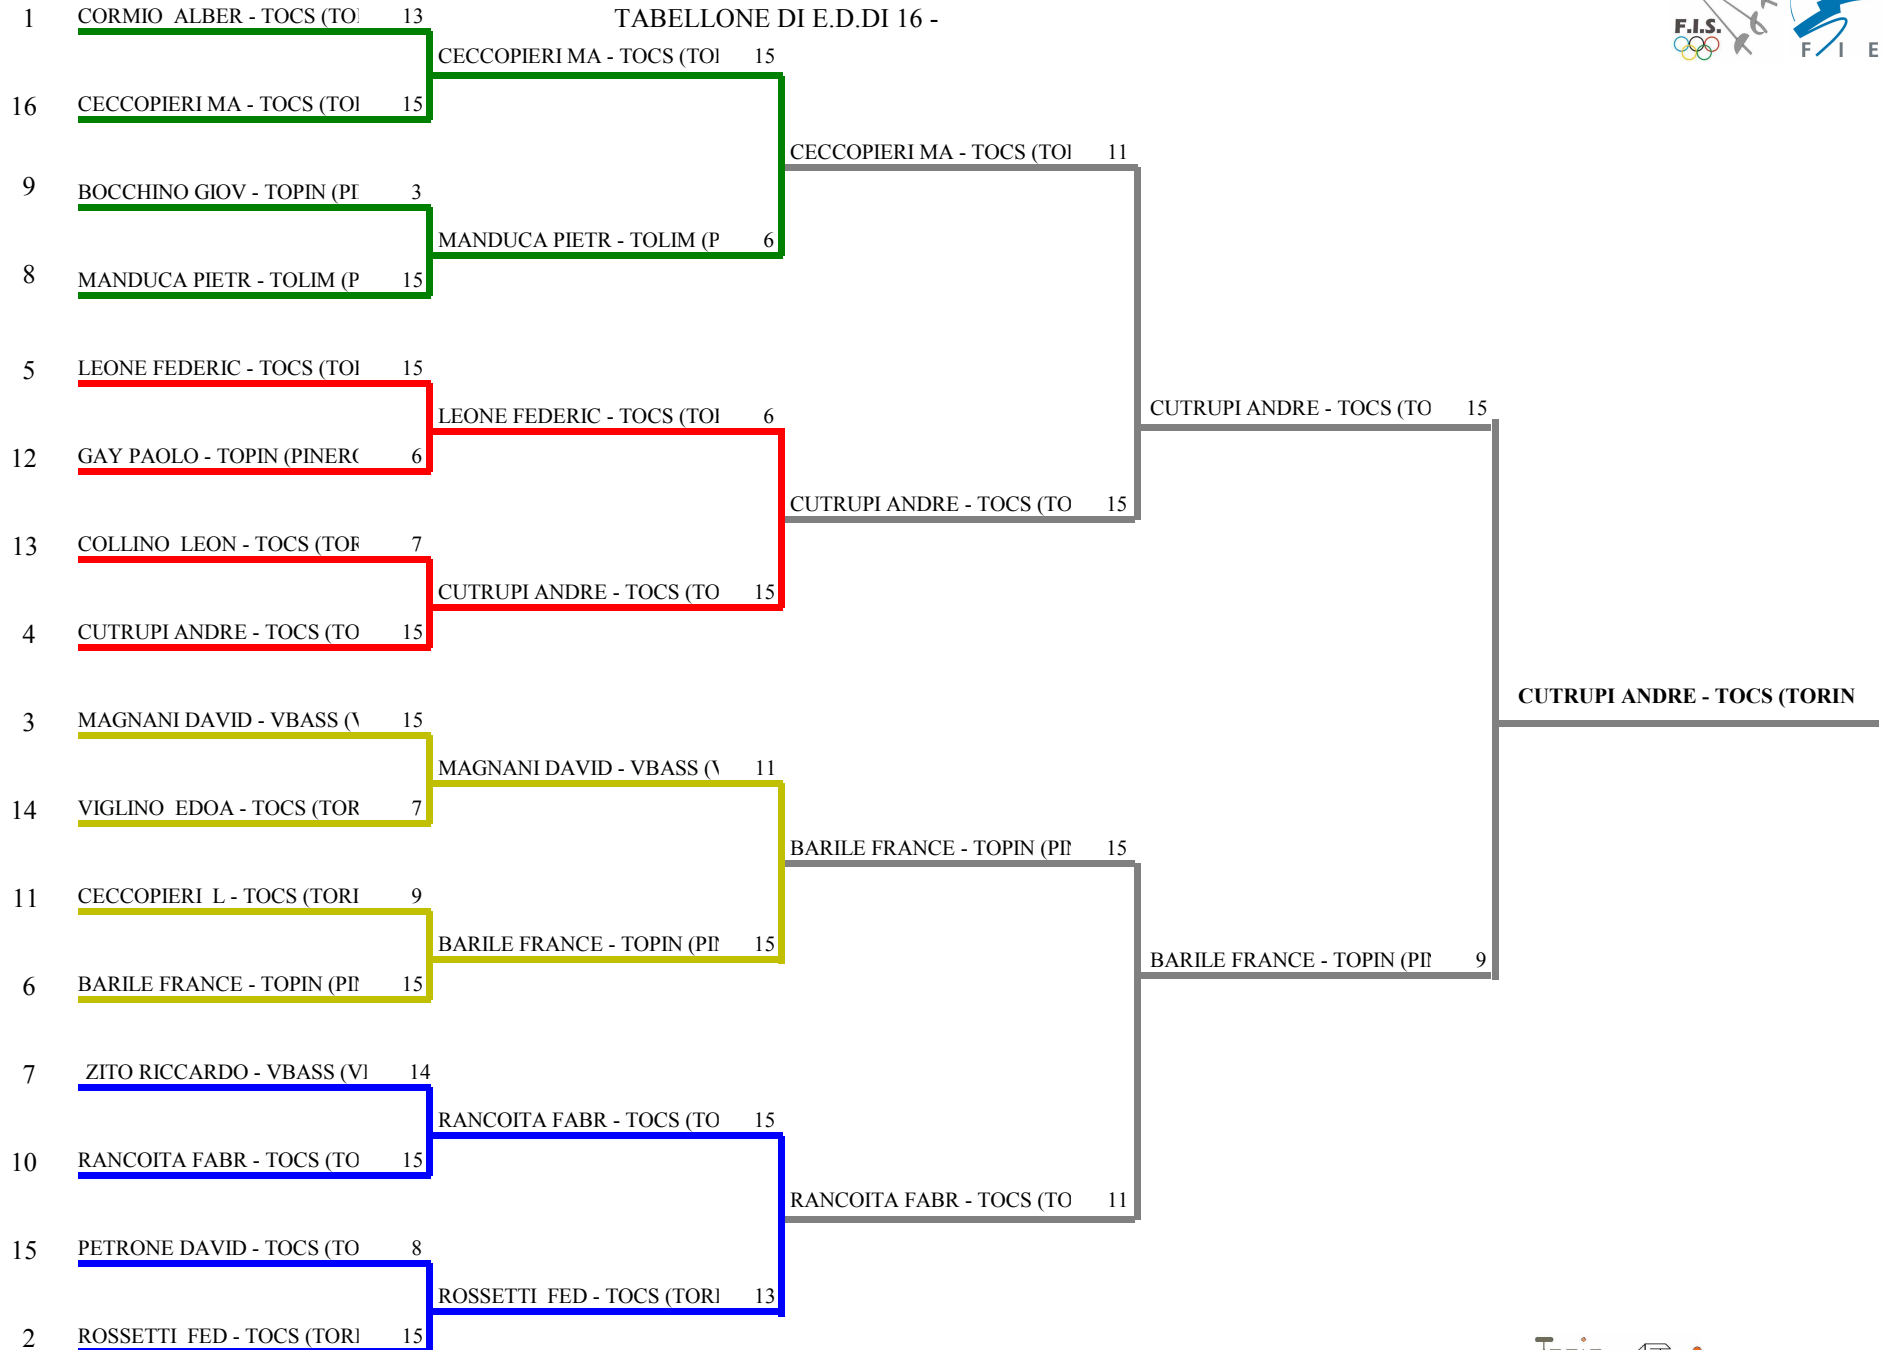 TABELLONE DI E.D.DI 16 -
F.I.S.
F I E
1 CORMIO ALBER - TOCS (TO 13
CECCOPIERI MA - TOCS (TO 15
16 CECCOPIERI MA - TOCS (TO 15
CECCOPIERI MA - TOCS (TO 11
9 BOCCHINO GIOV - TOPIN (P 3
MANDUCA PIETR - TOLIM (P 6
8 MANDUCA PIETR - TOLIM (P 15
5 LEONE FEDERIC - TOCS (TO 15
LEONE FEDERIC - TOCS (TO 6
CUTRUPI ANDRE - TOCS (TO 15
12 GAY PAOLO - TOPIN (PINER 6
CUTRUPI ANDRE - TOCS (TO 15
13 COLLINO LEON - TOCS (TO 7
CUTRUPI ANDRE - TOCS (TO 15
4 CUTRUPI ANDRE - TOCS (TO 15
CUTRUPI ANDRE - TOCS (TORIN
3 MAGNANI DAVID - VBASS ( 15
MAGNANI DAVID - VBASS ( 11
14 VIGLINO EDOA - TOCS (TOR 7
BARILE FRANCE - TOPIN (PI 15
11 CECCOPIERI L - TOCS (TORI 9
BARILE FRANCE - TOPIN (PI 15
BARILE FRANCE - TOPIN (PI 9
6 BARILE FRANCE - TOPIN (PI 15
7 ZITO RICCARDO - VBASS (V 14
RANCOITA FABR - TOCS (TO 15
10 RANCOITA FABR - TOCS (TO 15
RANCOITA FABR - TOCS (TO 11
15 PETRONE DAVID - TOCS (TO 8
ROSSETTI FED - TOCS (TOR 13
2 ROSSETTI FED - TOCS (TOR 15